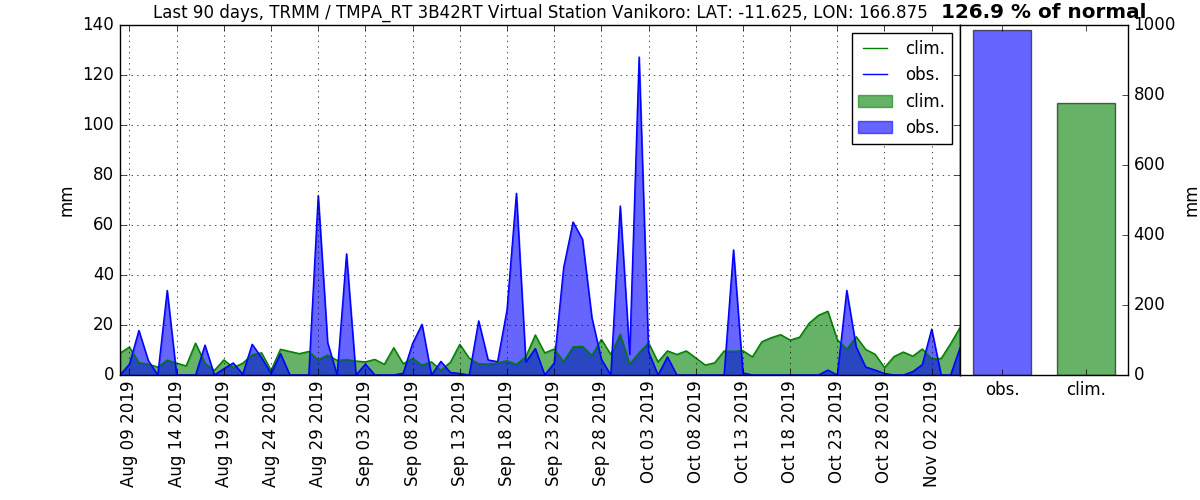 Last 90 days, TRMM / TMPA_RT 3B42RT Virtual Station Vanikoro: LAT: -11.625, LON: 166.875
126.9 % of normal
140
120
100
80
60
40
20
0
mm
clim.
obs.
clim.
obs.
Aug 09 2019
Aug 14 2019
Aug 19 2019
Aug 24 2019
Aug 29 2019
Sep 03 2019
Sep 08 2019
Sep 13 2019
Sep 18 2019
Sep 23 2019
Sep 28 2019
Oct 03 2019
Oct 08 2019
Oct 13 2019
Oct 18 2019
Oct 23 2019
Oct 28 2019
Nov 02 2019
1000
800
600
400
200
0
mm
obs.
clim.